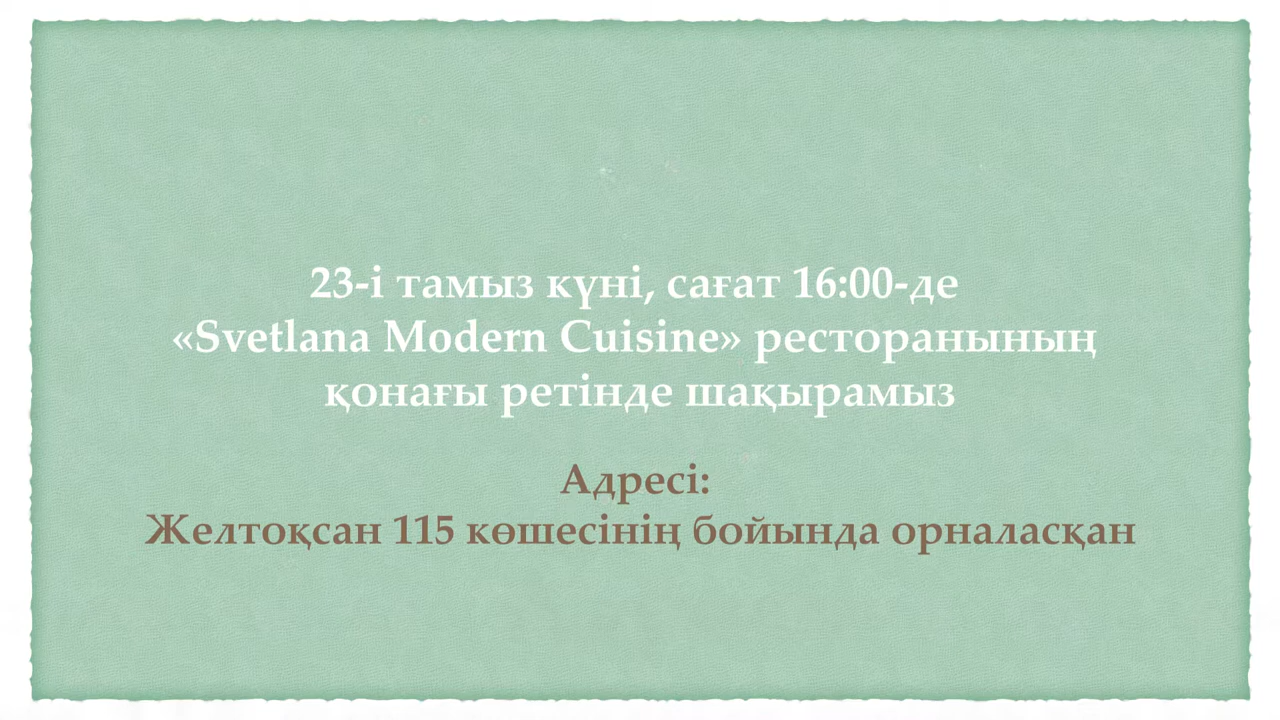 23-і тамыз күні, сағат 16:00-де
«Svetlana Modern Cuisine» ресторанының
қонағы ретінде шақырамыз
Адресі:
Желтоқсан 115 көшесінің бойында орналасқан